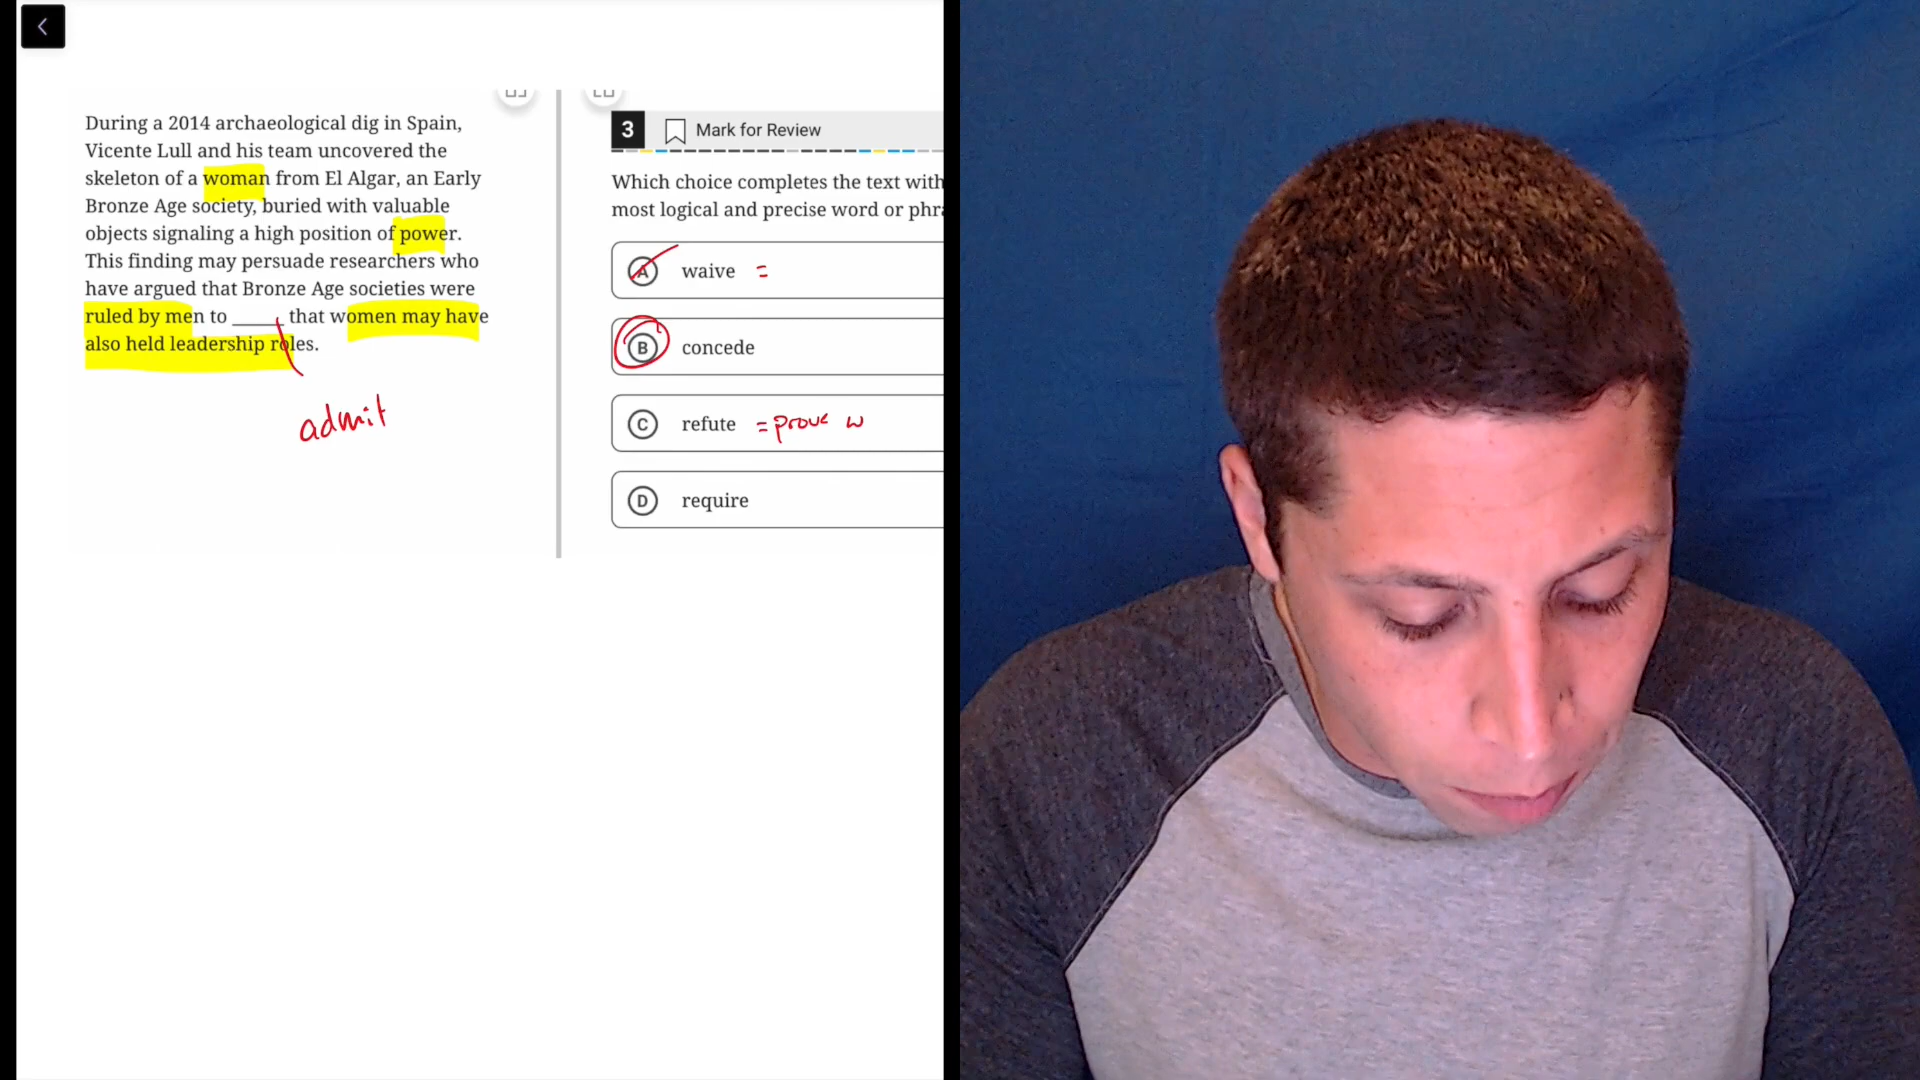 During a 2014 archaeological dig in Spain,
Vicente Lull and his team uncovered the
skeleton of a woman from El Algar, an Early
Bronze Age society, buried with valuable
objects signaling a high position of power.
This finding may persuade researchers who
have argued that Bronze Age societies were
ruled by men to _____ that women may have
also held leadership roles.
admit
3 Mark for Review
Which choice completes the text with
most logical and precise word or phra
A waive =
B concede
C refute = prove w
D require